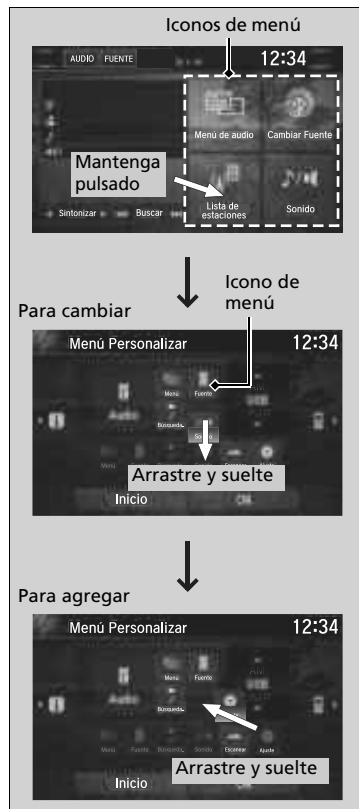 Iconos de menú
AUDIO FUENTE
12:34
Menú de audio
Cambiar Fuente
Mantenga
pulsado
Lista de
estaciones
Sonido
Sintonizar
Buscar
Icono de
menú
Para cambiar
Menú Personalizar
12:34
Menú
Fuente
Audio
Búsqueda.
Sonido
Arrastre y suelte
Inicio
Para agregar
Menú Personalizar
12:34
Menú
Fuente
Audio
Búsqueda.
Menú Fuente Búsqueda. Sonido Escanear Ajuste
Arrastre y suelte
Inicio